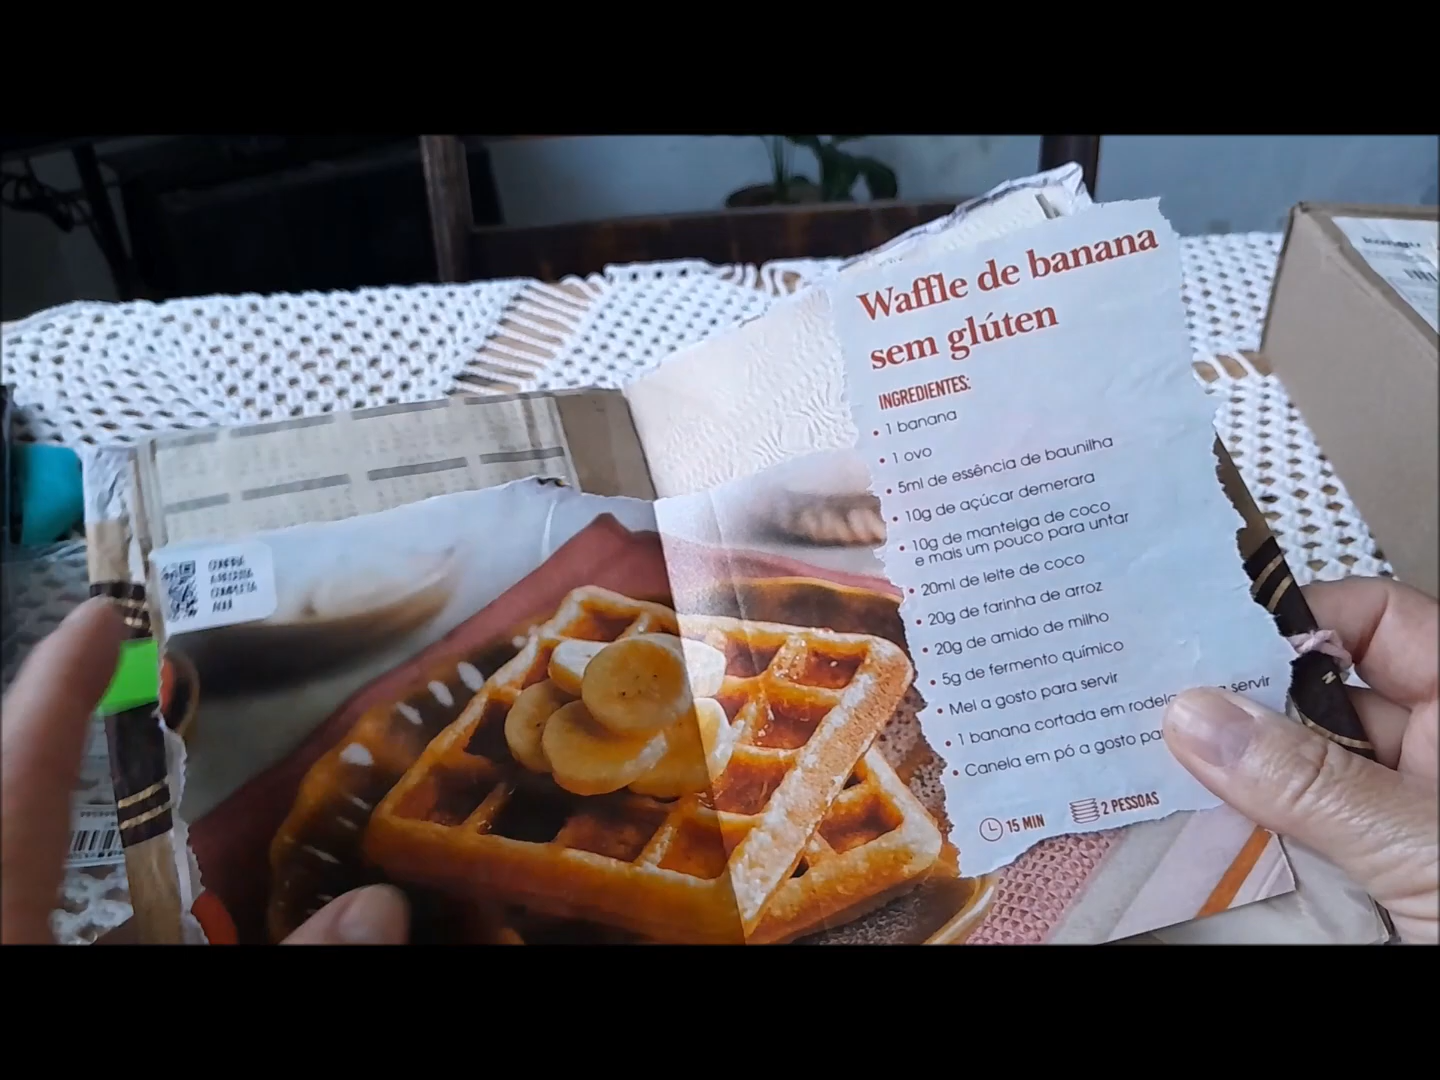 Waffle de banana
sem glúten
INGREDIENTES:
• 1 banana
• 1 ovo
• 5ml de essência de baunilha
• 10g de açúcar demerara
• 10g de manteiga de coco
e mais um pouco para untar
• 20ml de leite de coco
• 20g de farinha de arroz
• 20g de amido de milho
• 5g de fermento químico
• Mel a gosto para servir
• 1 banana cortada em servir
• Canela em pó a gosto
15 MIN 2 PESSOAS